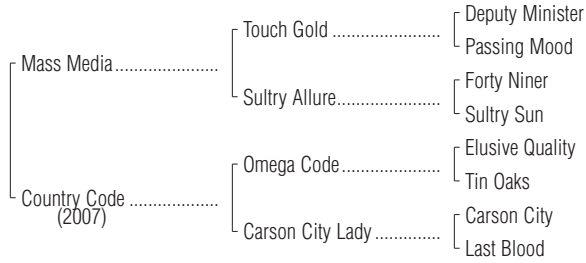 Deputy Minister
Touch Gold ........................
Passing Mood
Mass Media.......................
Forty Niner
Sultry Allure.......................
Sultry Sun
Elusive Quality
Omega Code......................
Tin Oaks
Country Code ....................
(2007)
Carson City
Carson City Lady ...............
Last Blood